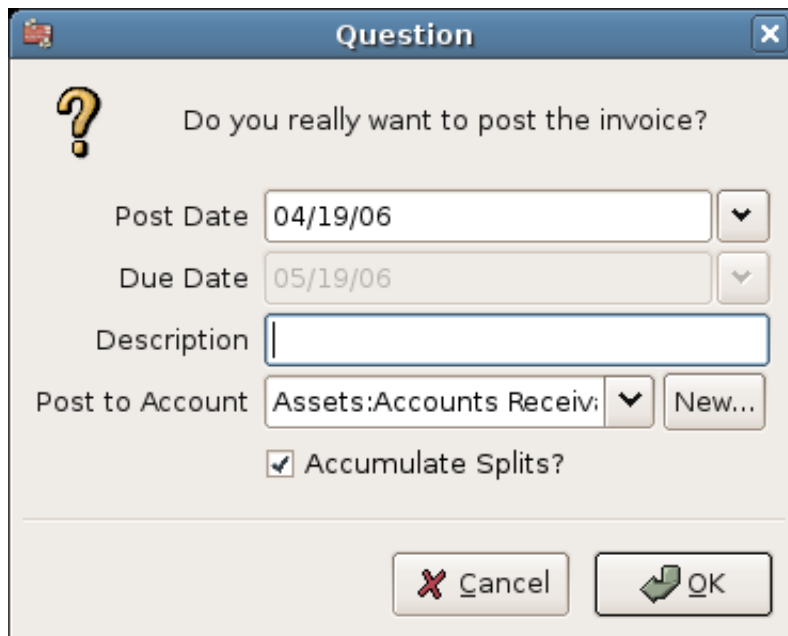 Question
Do you really want to post the invoice?
Post Date 04/19/06
Due Date 05/19/06
Description
Post to Account Assets:Accounts New...
Accumulate Splits?
Cancel OK